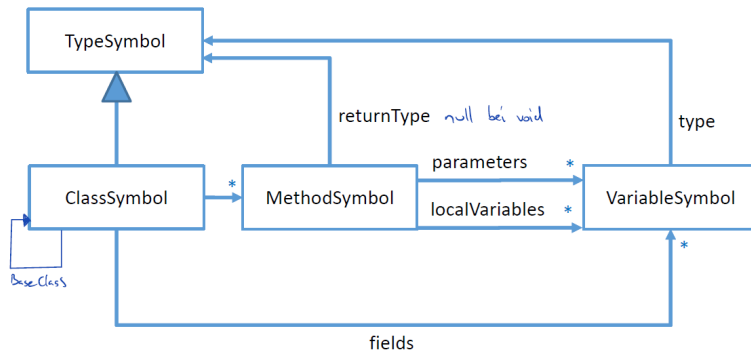 TypeSymbol
returnType null bei void
type
parameters *
ClassSymbol * MethodSymbol VariableSymbol
localVariables *
*
BaseClass
fields